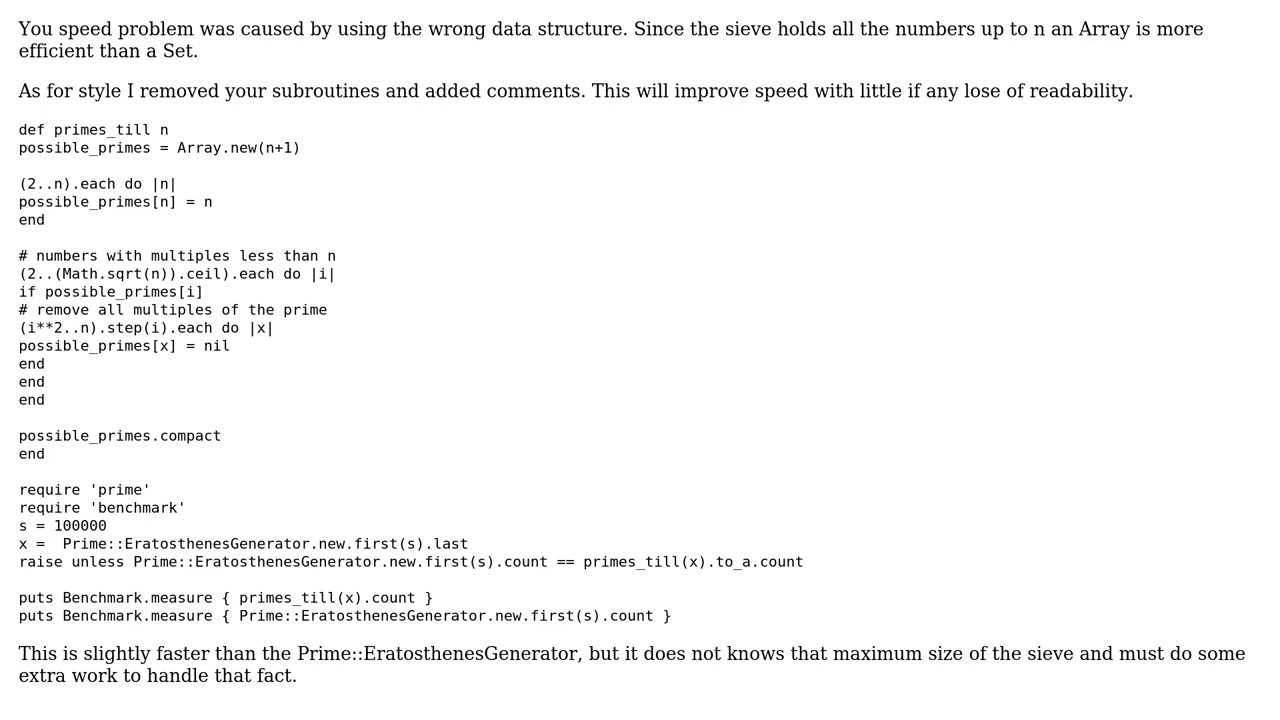 You speed problem was caused by using the wrong data structure. Since the sieve holds all the numbers up to n an Array is more
efficient than a Set.
As for style I removed your subroutines and added comments. This will improve speed with little if any lose of readability.
def primes_till n
possible_primes = Array.new(n+1)
(2..n).each do |n|
possible_primes[n] = n
end
# numbers with multiples less than n
(2..(Math.sqrt(n)).ceil).each do |i|
if possible_primes[i]
# remove all multiples of the prime
(i**2..n).step(i).each do |x|
possible_primes[x] = nil
end
end
end
possible_primes.compact
end
require 'prime'
require 'benchmark'
s = 100000
x =  Prime::EratosthenesGenerator.new.first(s).last
raise unless Prime::EratosthenesGenerator.new.first(s).count == primes_till(x).to_a.count
puts Benchmark.measure { primes_till(x).count }
puts Benchmark.measure { Prime::EratosthenesGenerator.new.first(s).count }
This is slightly faster than the Prime::EratosthenesGenerator, but it does not knows that maximum size of the sieve and must do some
extra work to handle that fact.